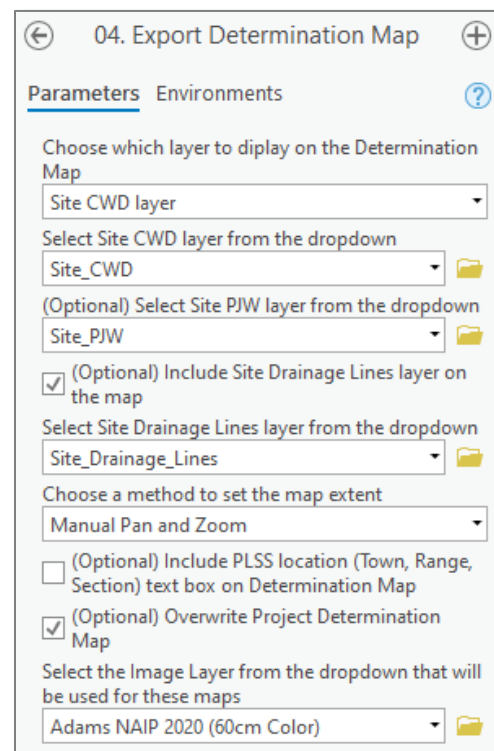 04. Export Determination Map
Parameters Environments
Choose which layer to diplay on the Determination
Map
Site CWD layer
Select Site CWD layer from the dropdown
Site_CWD
(Optional) Select Site PJW layer from the dropdown
Site_PJW
(Optional) Include Site Drainage Lines layer on
the map
Select Site Drainage Lines layer from the dropdown
Site_Drainage_Lines
Choose a method to set the map extent
Manual Pan and Zoom
(Optional) Include PLSS location (Town, Range,
Section) text box on Determination Map
(Optional) Overwrite Project Determination
Map
Select the Image Layer from the dropdown that will
be used for these maps
Adams NAIP 2020 (60cm Color)